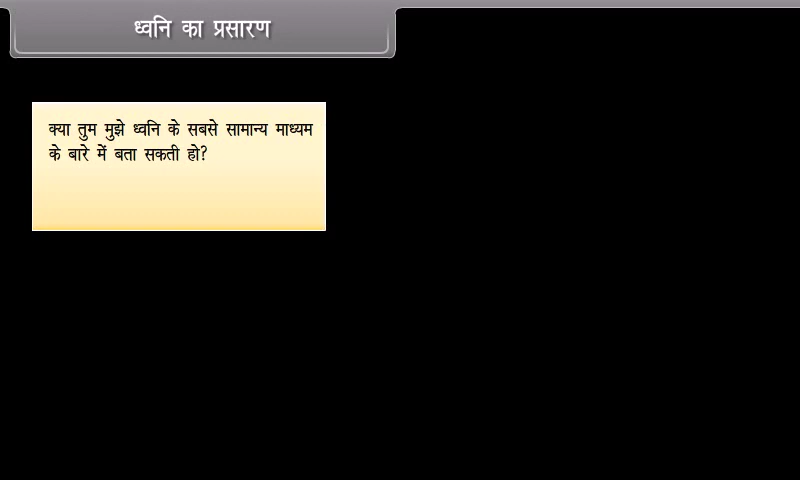 ध्वनि का प्रसारण
क्या तुम मुझे ध्वनि के सबसे सामान्य माध्यम
के बारे में बता सकती हो?